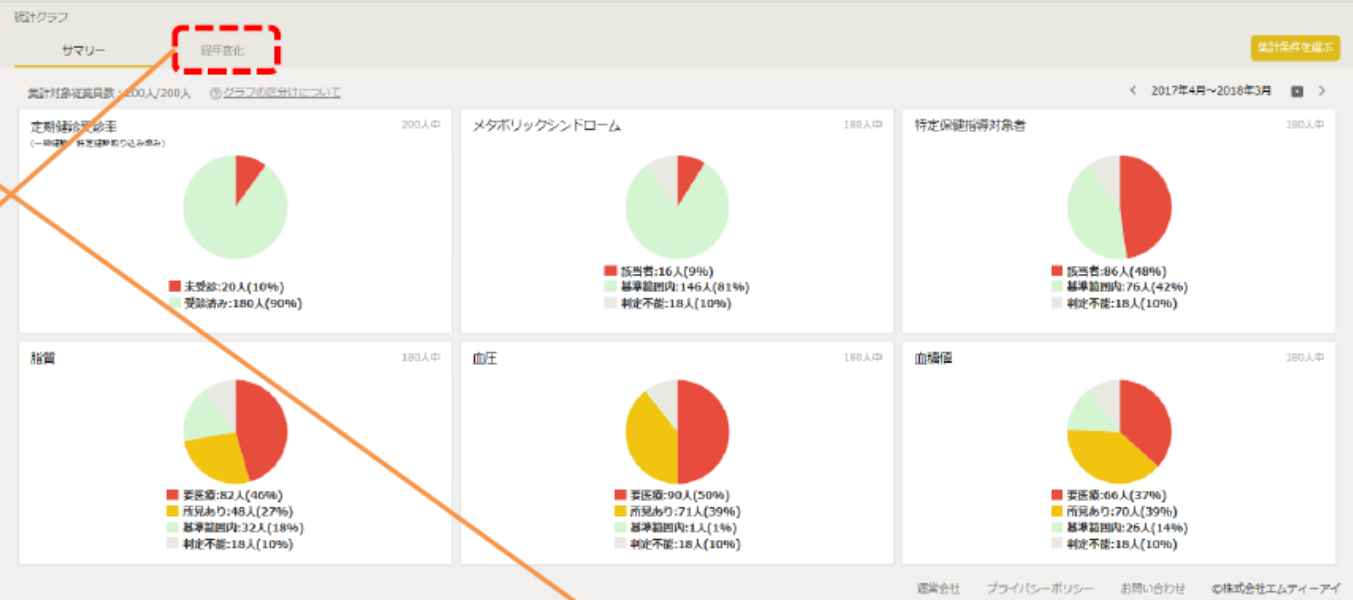 統計グラフ
サマリー
経年変化
集計条件を選ぶ
集計対象従業員数：200人/200人
グラフの区分けについて
2017年4月～2018年3月
定期健診受診率
200人中
(一般健診、特定健診取り込み済み)
未受診:20人(10%)
受診済み:180人(90%)
メタボリックシンドローム
180人中
該当者:16人(9%)
基準範囲内:146人(81%)
判定不能:18人(10%)
特定保健指導対象者
180人中
該当者:86人(48%)
基準範囲内:76人(42%)
判定不能:18人(10%)
脂質
180人中
要医療:82人(46%)
所見あり:48人(27%)
基準範囲内:32人(18%)
判定不能:18人(10%)
血圧
180人中
要医療:90人(50%)
所見あり:71人(39%)
基準範囲内:1人(1%)
判定不能:18人(10%)
血糖値
180人中
要医療:66人(37%)
所見あり:70人(39%)
基準範囲内:26人(14%)
判定不能:18人(10%)
運営会社
プライバシーポリシー
お問い合わせ
©株式会社エムティーアイ